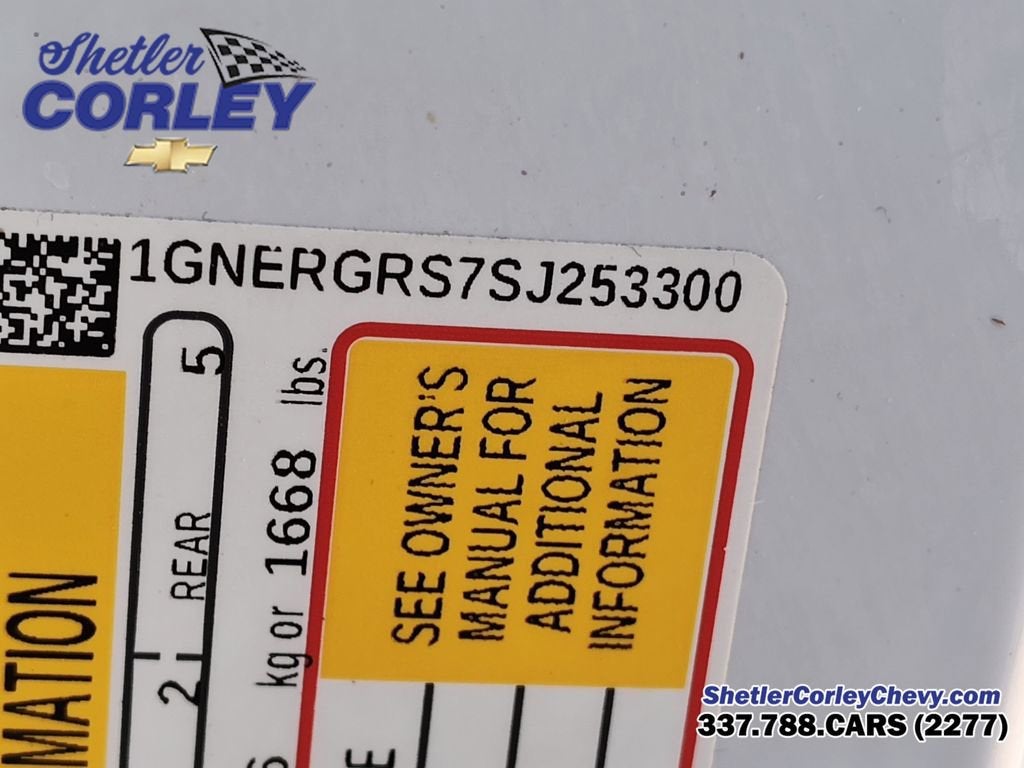 Shetler
CORLEY
1GNERGRS7SJ253300
SEE OWNER'S
MANUAL FOR
ADDITIONAL
INFORMATION
kg or 1668 lbs.
2 REAR 5
MATION
ShetlerCorleyChevy.com
337.788.CARS (2277)